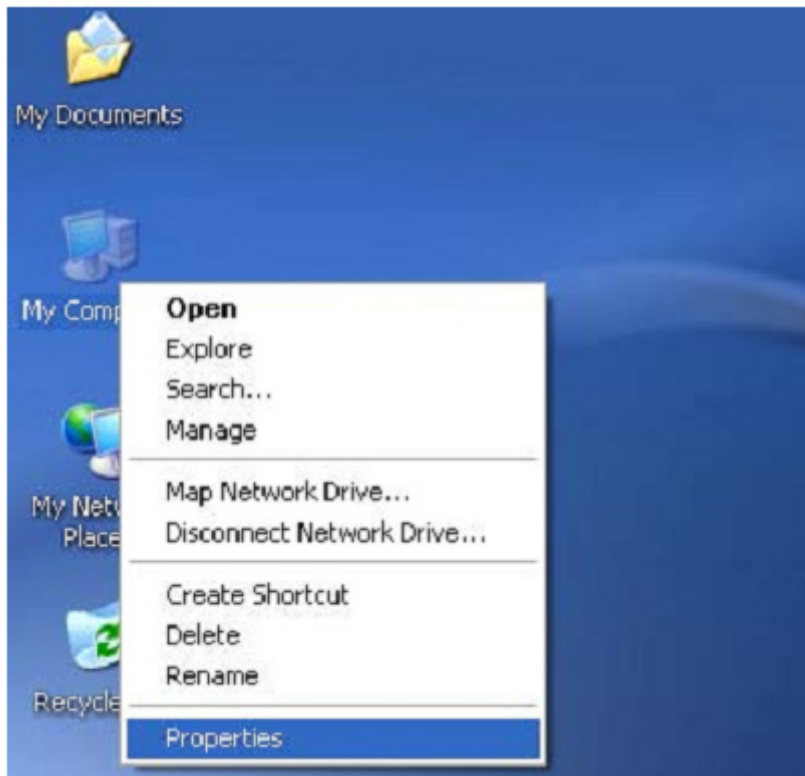 My Documents
My Comp
Open
Explore
Search...
Manage
My Netw
Place
Map Network Drive...
Disconnect Network Drive...
Create Shortcut
Delete
Rename
Recycle
Properties